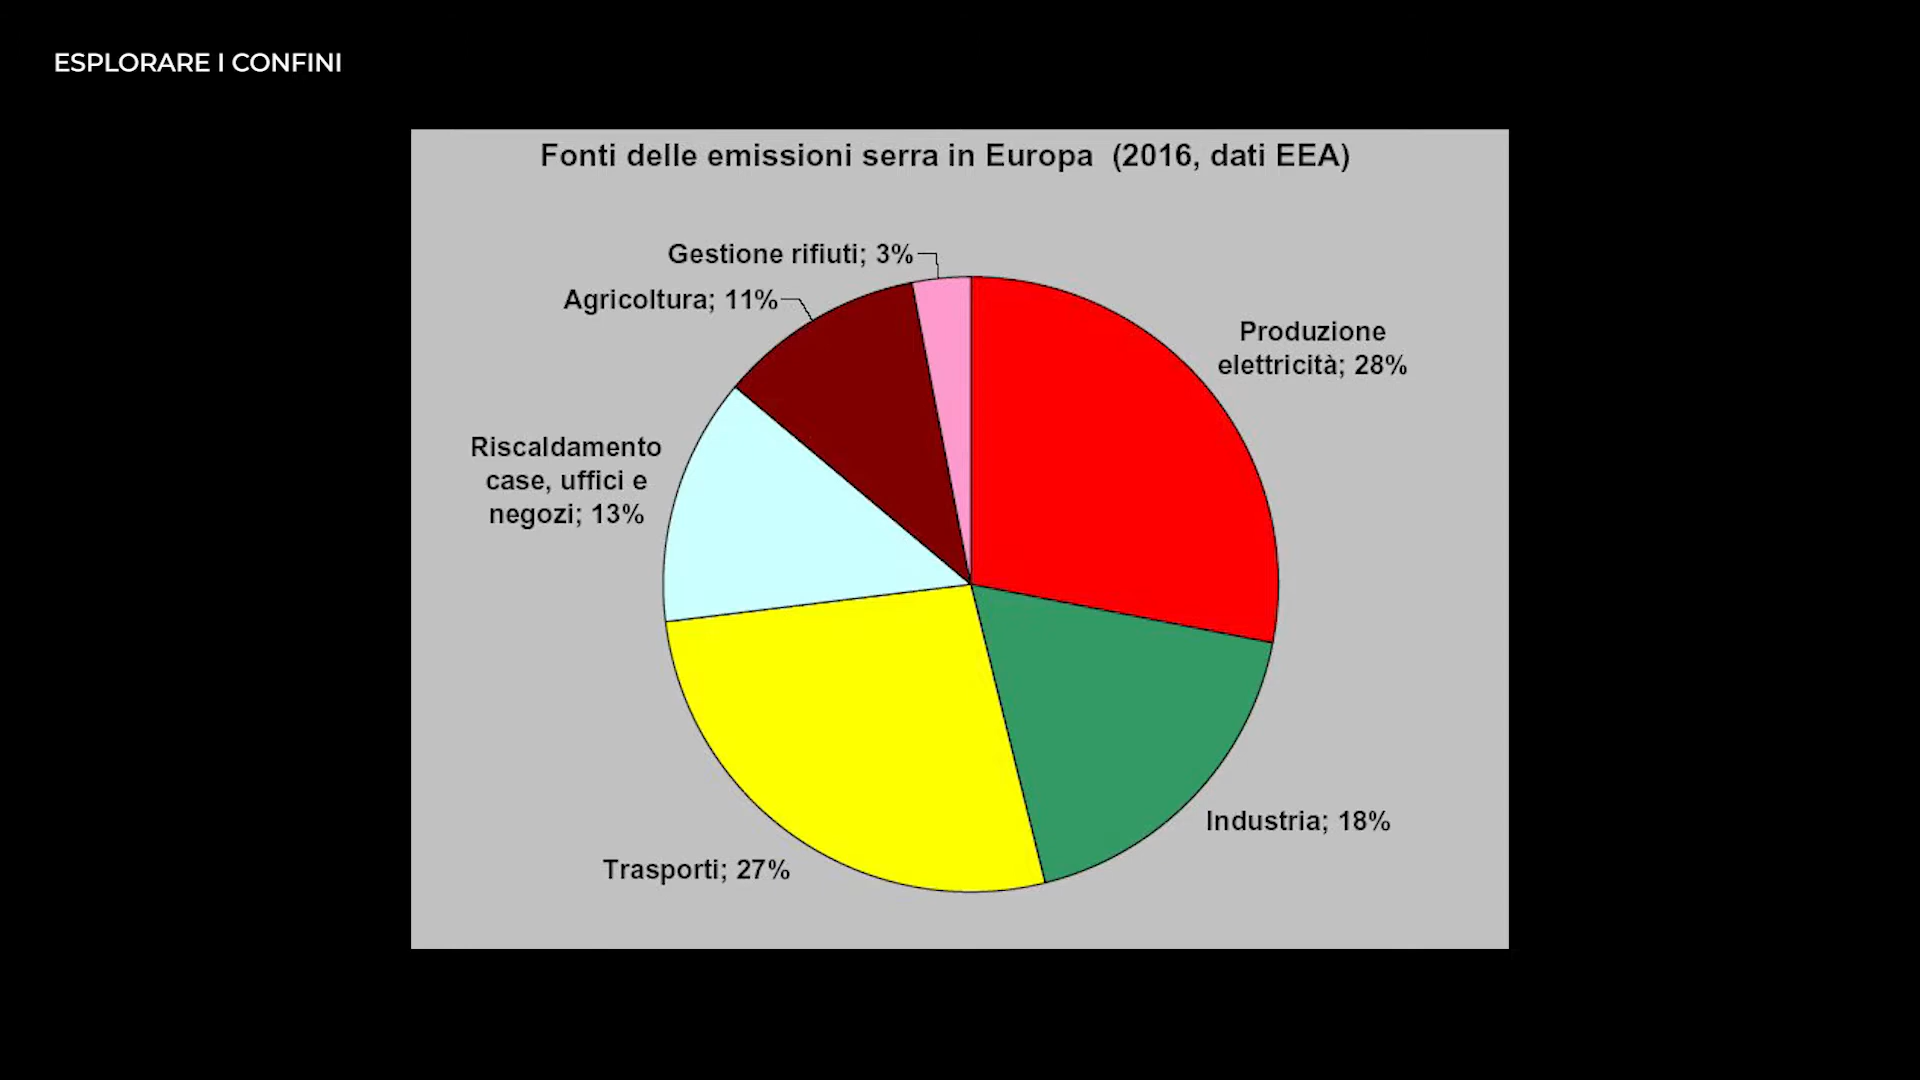 ESPLORARE I CONFINI
Fonti delle emissioni serra in Europa (2016, dati EEA)
Gestione rifiuti; 3%
Agricoltura; 11%
Produzione
elettricità; 28%
Riscaldamento
case, uffici e
negozi; 13%
Industria; 18%
Trasporti; 27%